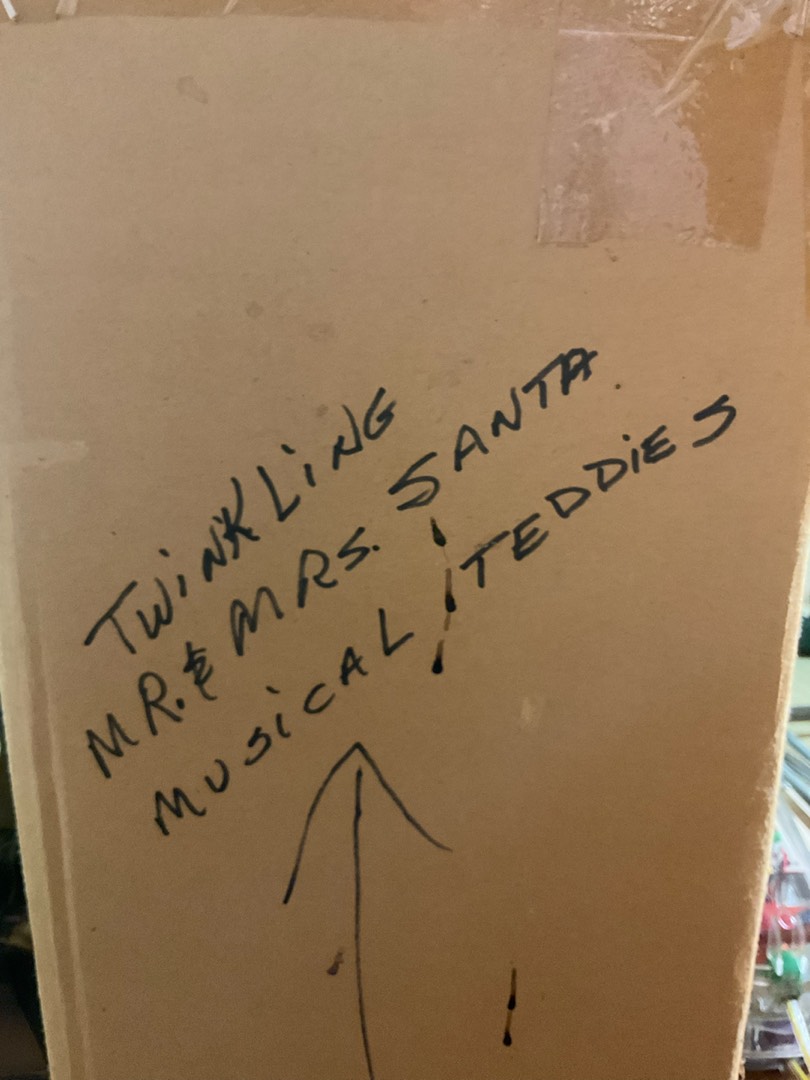 TWiNKLiNG
MR. & MRS. SANTA
MUSiCAL TEDDiES